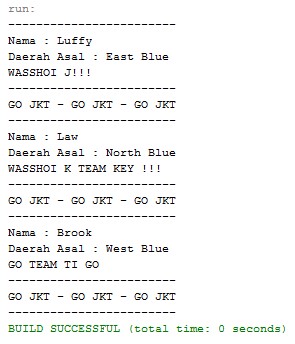 run:
------------------------
Nama : Luffy
Daerah Asal : East Blue
WASSHOI J!!!
------------------------
GO JKT - GO JKT - GO JKT
------------------------
Nama : Law
Daerah Asal : North Blue
WASSHOI K TEAM KEY !!!
------------------------
GO JKT - GO JKT - GO JKT
------------------------
Nama : Brook
Daerah Asal : West Blue
GO TEAM TI GO
------------------------
GO JKT - GO JKT - GO JKT
------------------------
BUILD SUCCESSFUL (total time: 0 seconds)